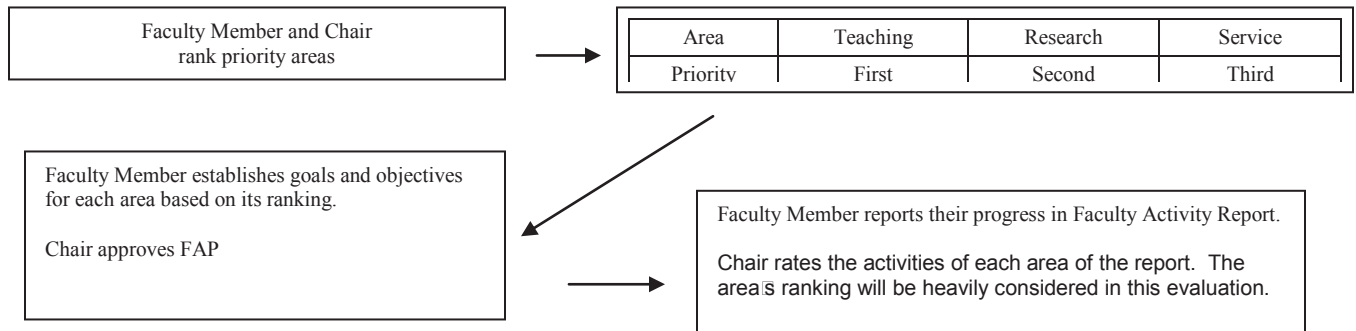 Faculty Member and Chair
rank priority areas
Area Teaching Research Service
Priority First Second Third
Faculty Member establishes goals and objectives
for each area based on its ranking.
Chair approves FAP
Faculty Member reports their progress in Faculty Activity Report.
Chair rates the activities of each area of the report. The
area s ranking will be heavily considered in this evaluation.